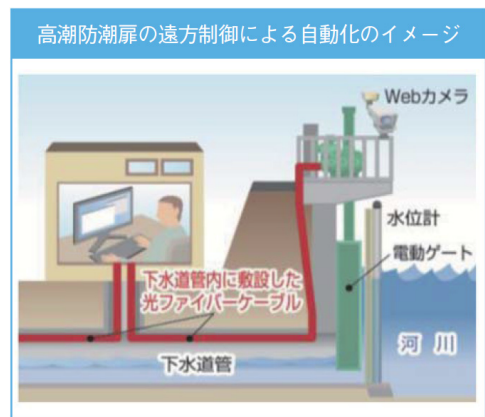 高潮防潮扉の遠方制御による自動化のイメージ
Webカメラ
水位計
電動ゲート
下水道管内に敷設した
光ファイバーケーブル
河川
下水道管